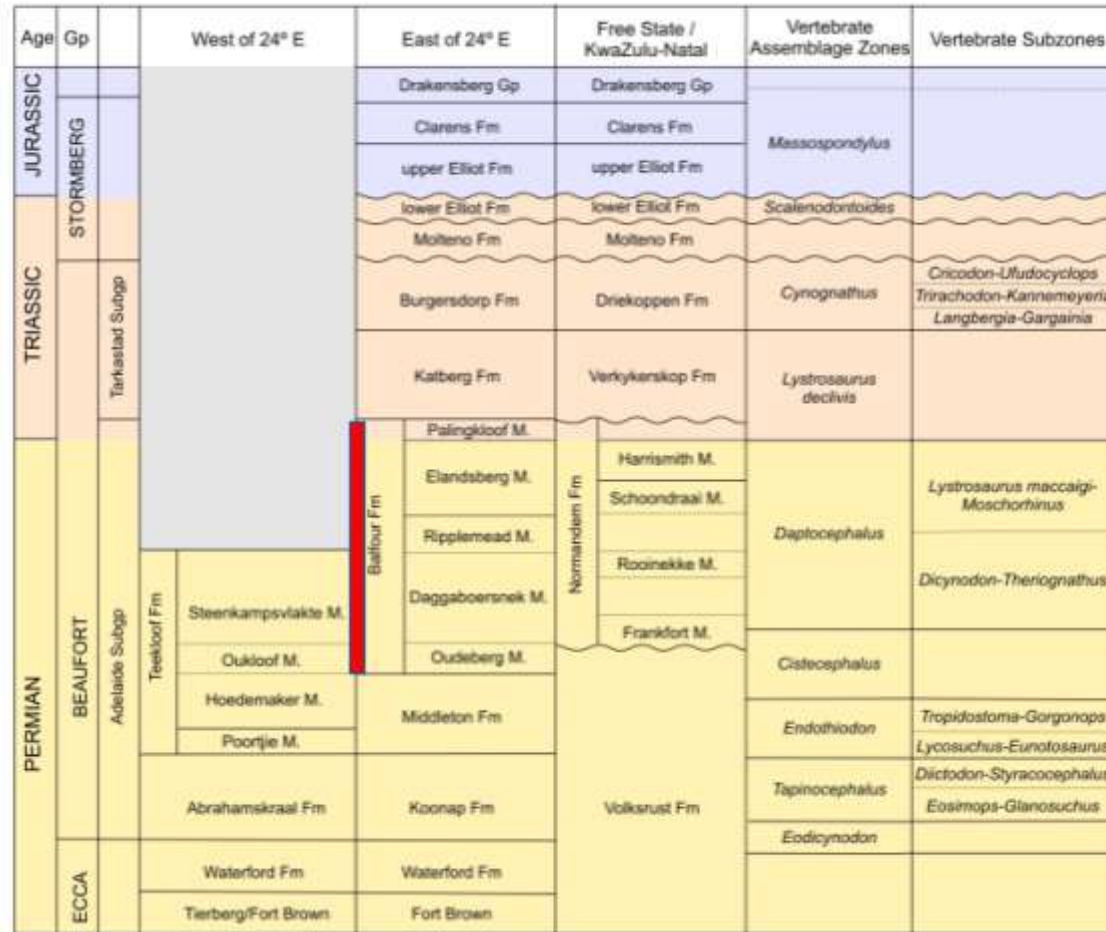 Age Gp West of 24º E East of 24º E Free State / Vertebrate Vertebrate Subzones
KwaZulu-Natal Assemblage Zones
JURASSIC
STORMBERG
Drakensberg Gp Drakensberg Gp
Clarens Fm Clarens Fm
Massospondylus
upper Elliot Fm upper Elliot Fm
TRIASSIC
lower Elliot Fm lower Elliot Fm Scalenodontoides
Molteno Fm Molteno Fm
Tarkastad Subgp
Burgersdorp Fm Driekoppen Fm Cynognathus
Cricodon-Ufudocyclops
Trirachodon-Kannemeyeria
Langbergia-Gargainia
Katberg Fm Verkykerskop Fm Lystrosaurus
declivis
Palingkloof M.
PERMIAN
BEAUFORT
Adelaide Subgp
Balfour Fm
Normandem Fm
Harrismith M.
Elandsberg M.
Schoondraai M.
Lystrosaurus maccaigi-
Moschorhinus
Ripplemead M.
Daptocephalus
Rooinekke M.
Dicynodon-Theriognathus
Teekloof Fm
Steenkampsvlakte M. Daggaboersnek M.
Frankfort M.
Oukloof M. Oudeberg M.
Cistecephalus
Hoedemaker M.
Middleton Fm
Poortjie M.
Endothiodon
Tropidostoma-Gorgonops
Lycosuchus-Eunotosaurus
Abrahamskraal Fm Koonap Fm Volksrust Fm
Tapinocephalus
Diictodon-Styracocephalus
Eosimops-Glanosuchus
Eodicynodon
ECCA
Waterford Fm Waterford Fm
Tierberg/Fort Brown Fort Brown